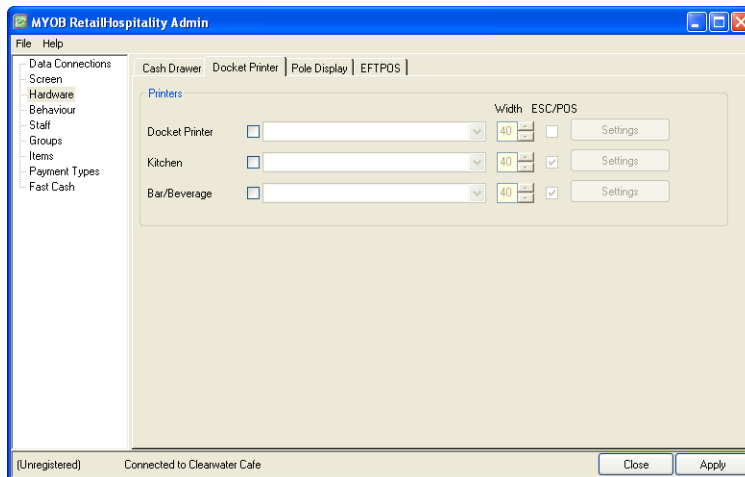 MYOB RetailHospitality Admin
File Help
Data Connections
Screen
Hardware
Behaviour
Staff
Groups
Items
Payment Types
Fast Cash
Cash Drawer Docket Printer Pole Display EFTPOS
Printers
Width ESC/POS
Docket Printer 40 Settings
Kitchen 40 Settings
Bar/Beverage 40 Settings
(Unregistered) Connected to Clearwater Cafe Close Apply